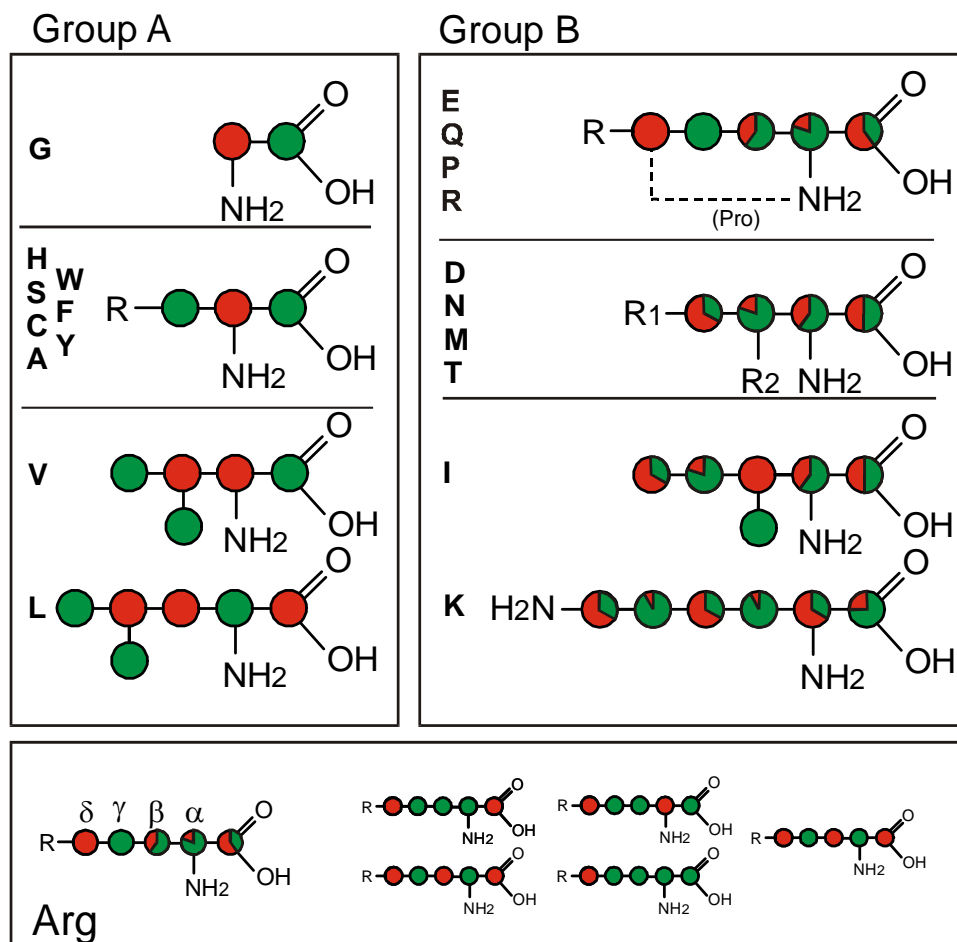 Group A
G
O
NH2
OH
H
S
C
A
W
F
Y
R
O
NH2
OH
V
O
NH2
OH
L
O
NH2
OH
Group B
E
Q
P
R
R
O
NH2
OH
(Pro)
D
N
M
T
R1
R2
O
NH2
OH
I
O
NH2
OH
K
H2N
O
NH2
OH
Arg
δ γ β α
R
O
NH2
OH
R
O
NH2
OH
R
O
NH2
OH
R
O
NH2
OH
R
O
NH2
OH
R
O
NH2
OH